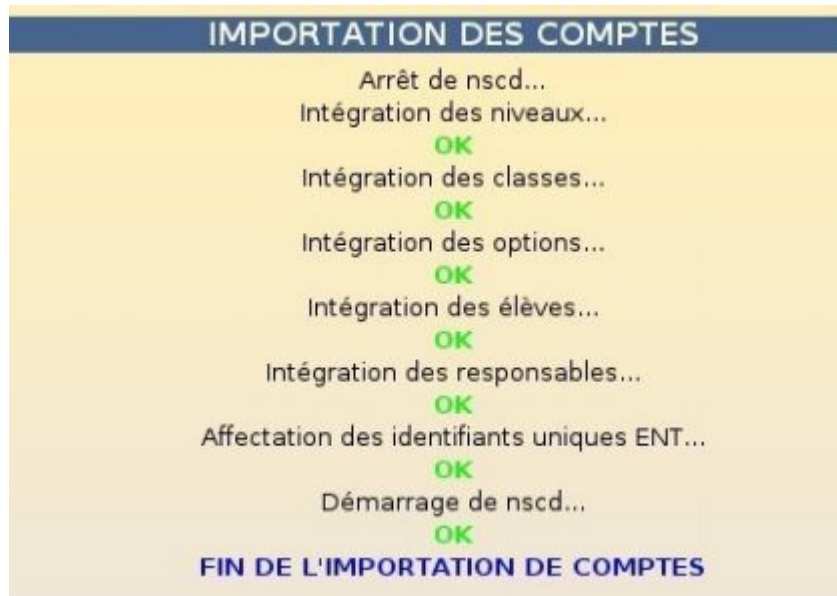 IMPORTATION DES COMPTES
Arrêt de nscd...
Intégration des niveaux...
OK
Intégration des classes...
OK
Intégration des options...
OK
Intégration des élèves...
OK
Intégration des responsables...
OK
Affectation des identifiants uniques ENT...
OK
Démarrage de nscd...
OK
FIN DE L'IMPORTATION DE COMPTES